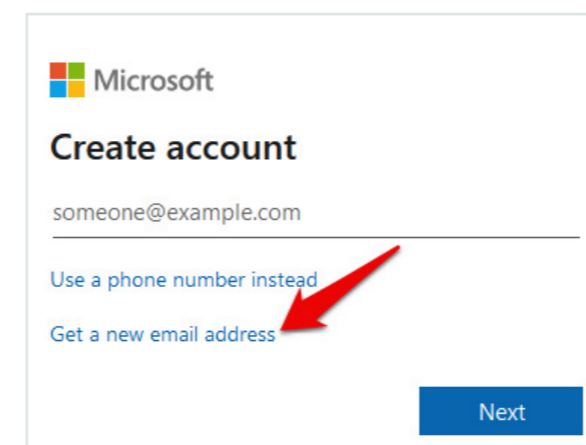 Microsoft
Create account
someone@example.com
Use a phone number instead
Get a new email address
Next